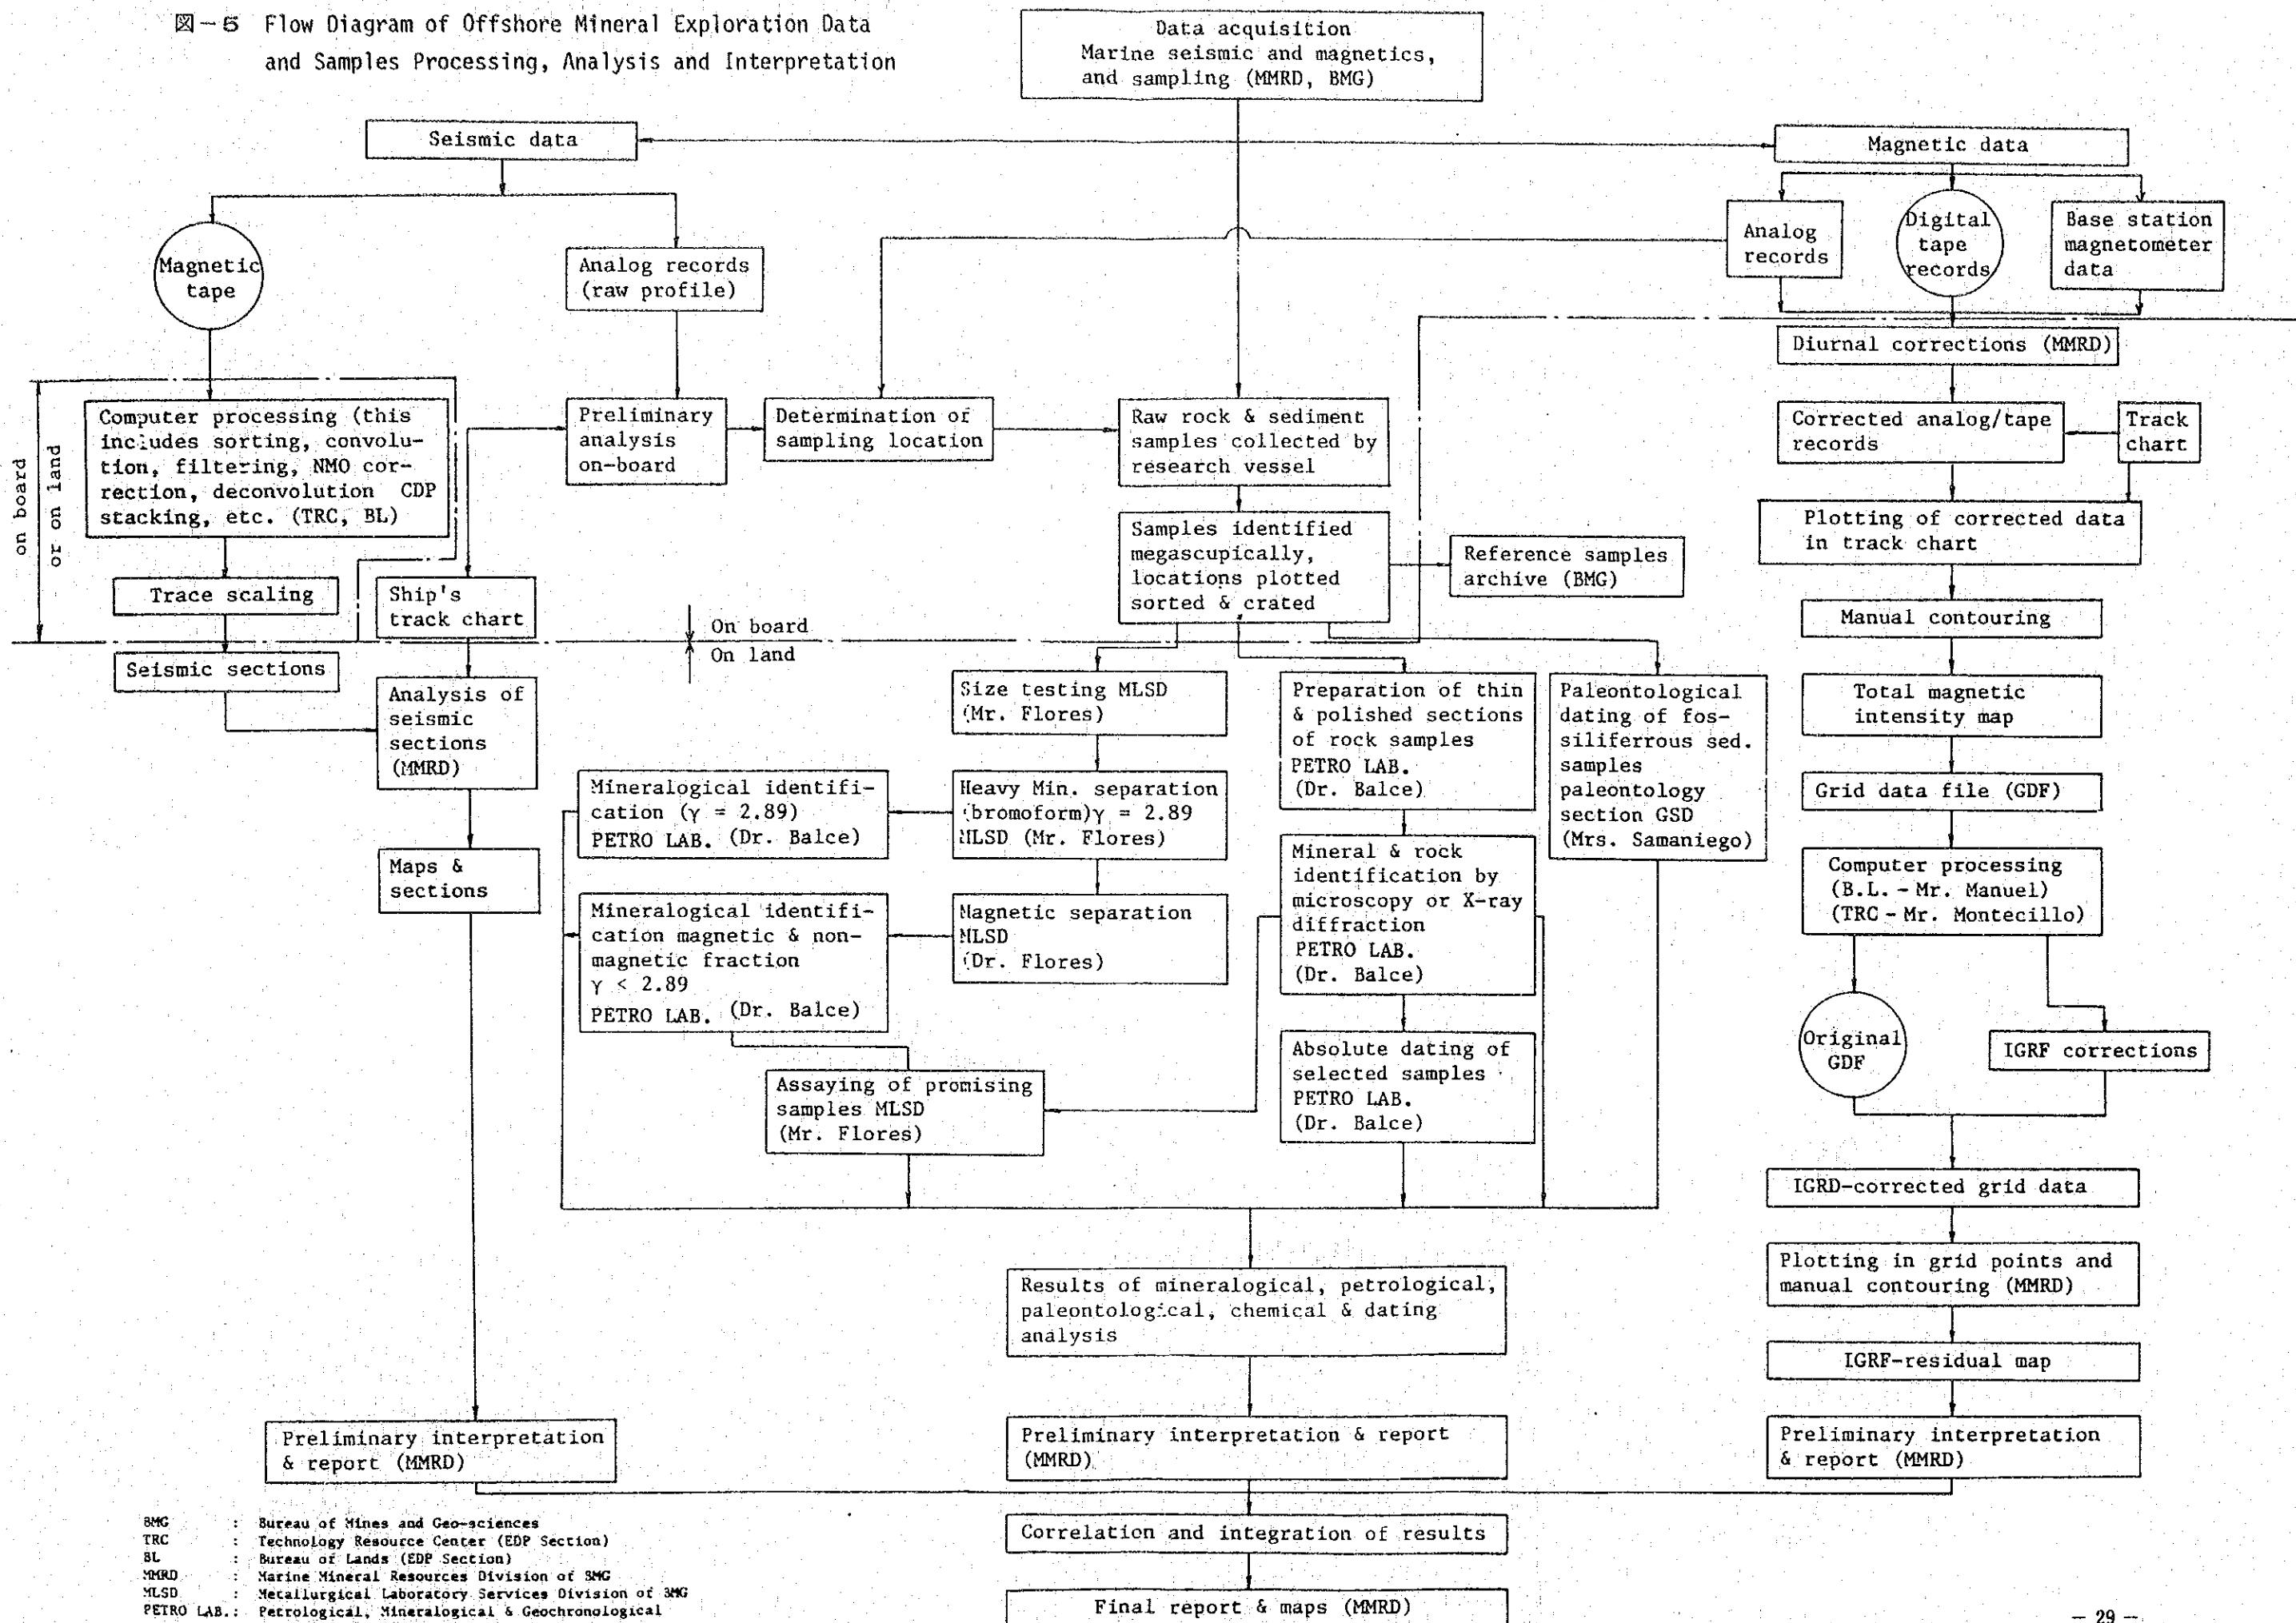 図-5 Flow Diagram of Offshore Mineral Exploration Data
and Samples Processing, Analysis and Interpretation
Data acquisition
Marine seismic and magnetics,
and sampling (MMRD, BMG)
Seismic data
Magnetic data
Magnetic
tape
Analog records
(raw profile)
Analog
records
Digital
tape
records
Base station
magnetometer
data
Diurnal corrections (MMRD)
on board
or on land
Computer processing (this
includes sorting, convolu-
tion, filtering, NMO cor-
rection, deconvolution CDP
stacking, etc. (TRC, BL)
Preliminary
analysis
on-board
Determination of
sampling location
Raw rock & sediment
samples collected by
research vessel
Corrected analog/tape
records
Track
chart
Samples identified
megascupically,
locations plotted
sorted & crated
Reference samples
archive (BMG)
Plotting of corrected data
in track chart
Trace scaling
Ship's
track chart
Manual contouring
On board
On land
Seismic sections
Analysis of
seismic
sections
(MMRD)
Size testing MLSD
(Mr. Flores)
Preparation of thin
& polished sections
of rock samples
PETRO LAB.
(Dr. Balce)
Paleontological
dating of fos-
siliferrous sed.
samples
paleontology
section GSD
(Mrs. Samaniego)
Total magnetic
intensity map
Mineralogical identifi-
cation (γ = 2.89)
PETRO LAB. (Dr. Balce)
Heavy Min. separation
(bromoform)γ = 2.89
MLSD (Mr. Flores)
Grid data file (GDF)
Maps &
sections
Mineral & rock
identification by
microscopy or X-ray
diffraction
PETRO LAB.
(Dr. Balce)
Computer processing
(B.L. - Mr. Manuel)
(TRC - Mr. Montecillo)
Mineralogical identifi-
cation magnetic & non-
magnetic fraction
γ < 2.89
PETRO LAB. (Dr. Balce)
Magnetic separation
MLSD
(Dr. Flores)
Original
GDF
IGRF corrections
Assaying of promising
samples MLSD
(Mr. Flores)
Absolute dating of
selected samples
PETRO LAB.
(Dr. Balce)
IGRD-corrected grid data
Results of mineralogical, petrological,
paleontological, chemical & dating
analysis
Plotting in grid points and
manual contouring (MMRD)
IGRF-residual map
Preliminary interpretation
& report (MMRD)
Preliminary interpretation & report
(MMRD)
Preliminary interpretation
& report (MMRD)
Correlation and integration of results
Final report & maps (MMRD)
BMG : Bureau of Mines and Geo-sciences
TRC : Technology Resource Center (EDP Section)
BL : Bureau of Lands (EDP Section)
MMRD : Marine Mineral Resources Division of BMG
MLSD : Metallurgical Laboratory Services Division of BMG
PETRO LAB.: Petrological, Mineralogical & Geochronological
- 29 -